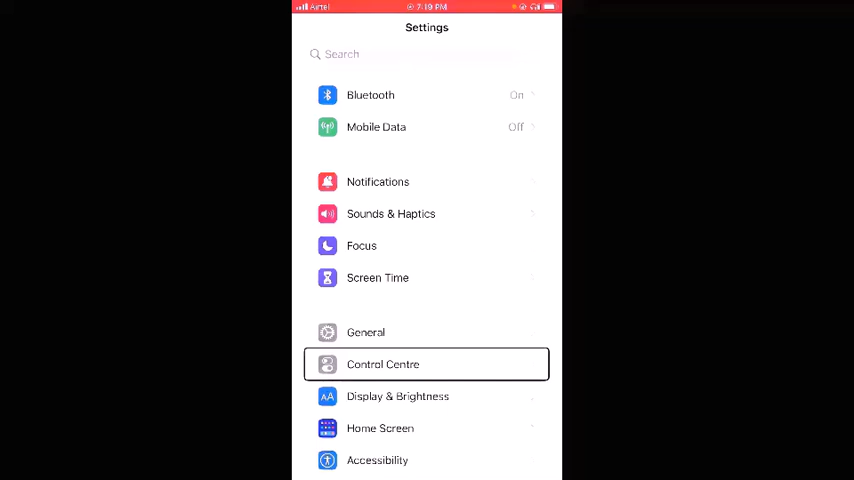 Airtel 7:19 PM
Settings
Search
Bluetooth On
Mobile Data Off
Notifications
Sounds & Haptics
Focus
Screen Time
General
Control Centre
AA Display & Brightness
Home Screen
Accessibility